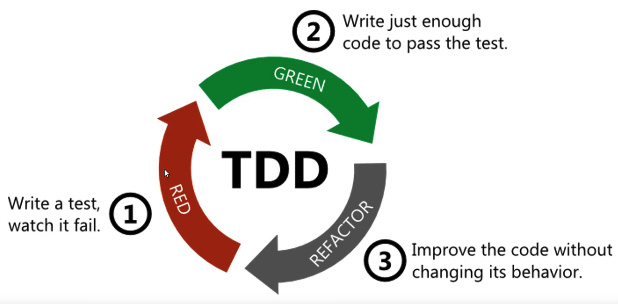 1
Write a test,
watch it fail.
RED
2
Write just enough
code to pass the test.
GREEN
TDD
3
Improve the code without
changing its behavior.
REFACTOR